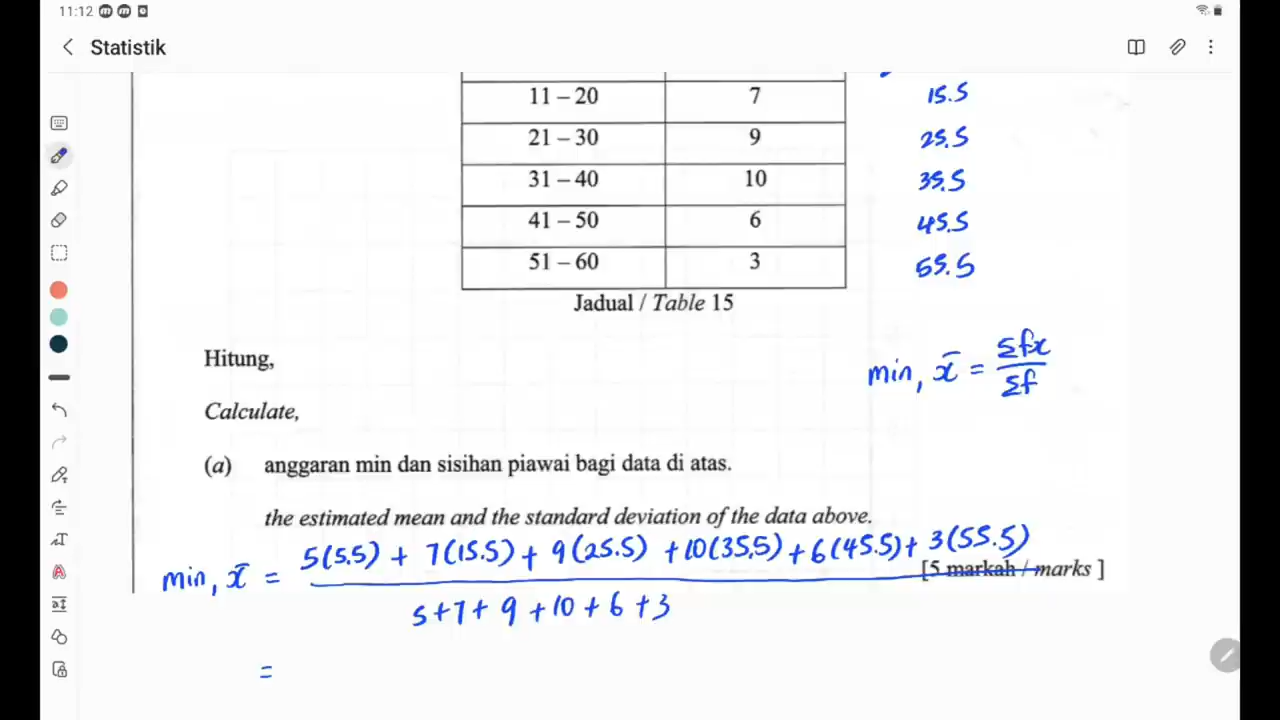 11:12
Statistik
11 – 20 7 15.5
21 – 30 9 25.5
31 – 40 10 35.5
41 – 50 6 45.5
51 – 60 3 55.5
Jadual / Table 15
Hitung,
min, x̄ = Σfx / Σf
Calculate,
(a) anggaran min dan sisihan piawai bagi data di atas.
the estimated mean and the standard deviation of the data above.
min, x̄ = 5(5.5) + 7(15.5) + 9(25.5) + 10(35.5) + 6(45.5) + 3(55.5)
[5 markah / marks ]
5 + 7 + 9 + 10 + 6 + 3
=